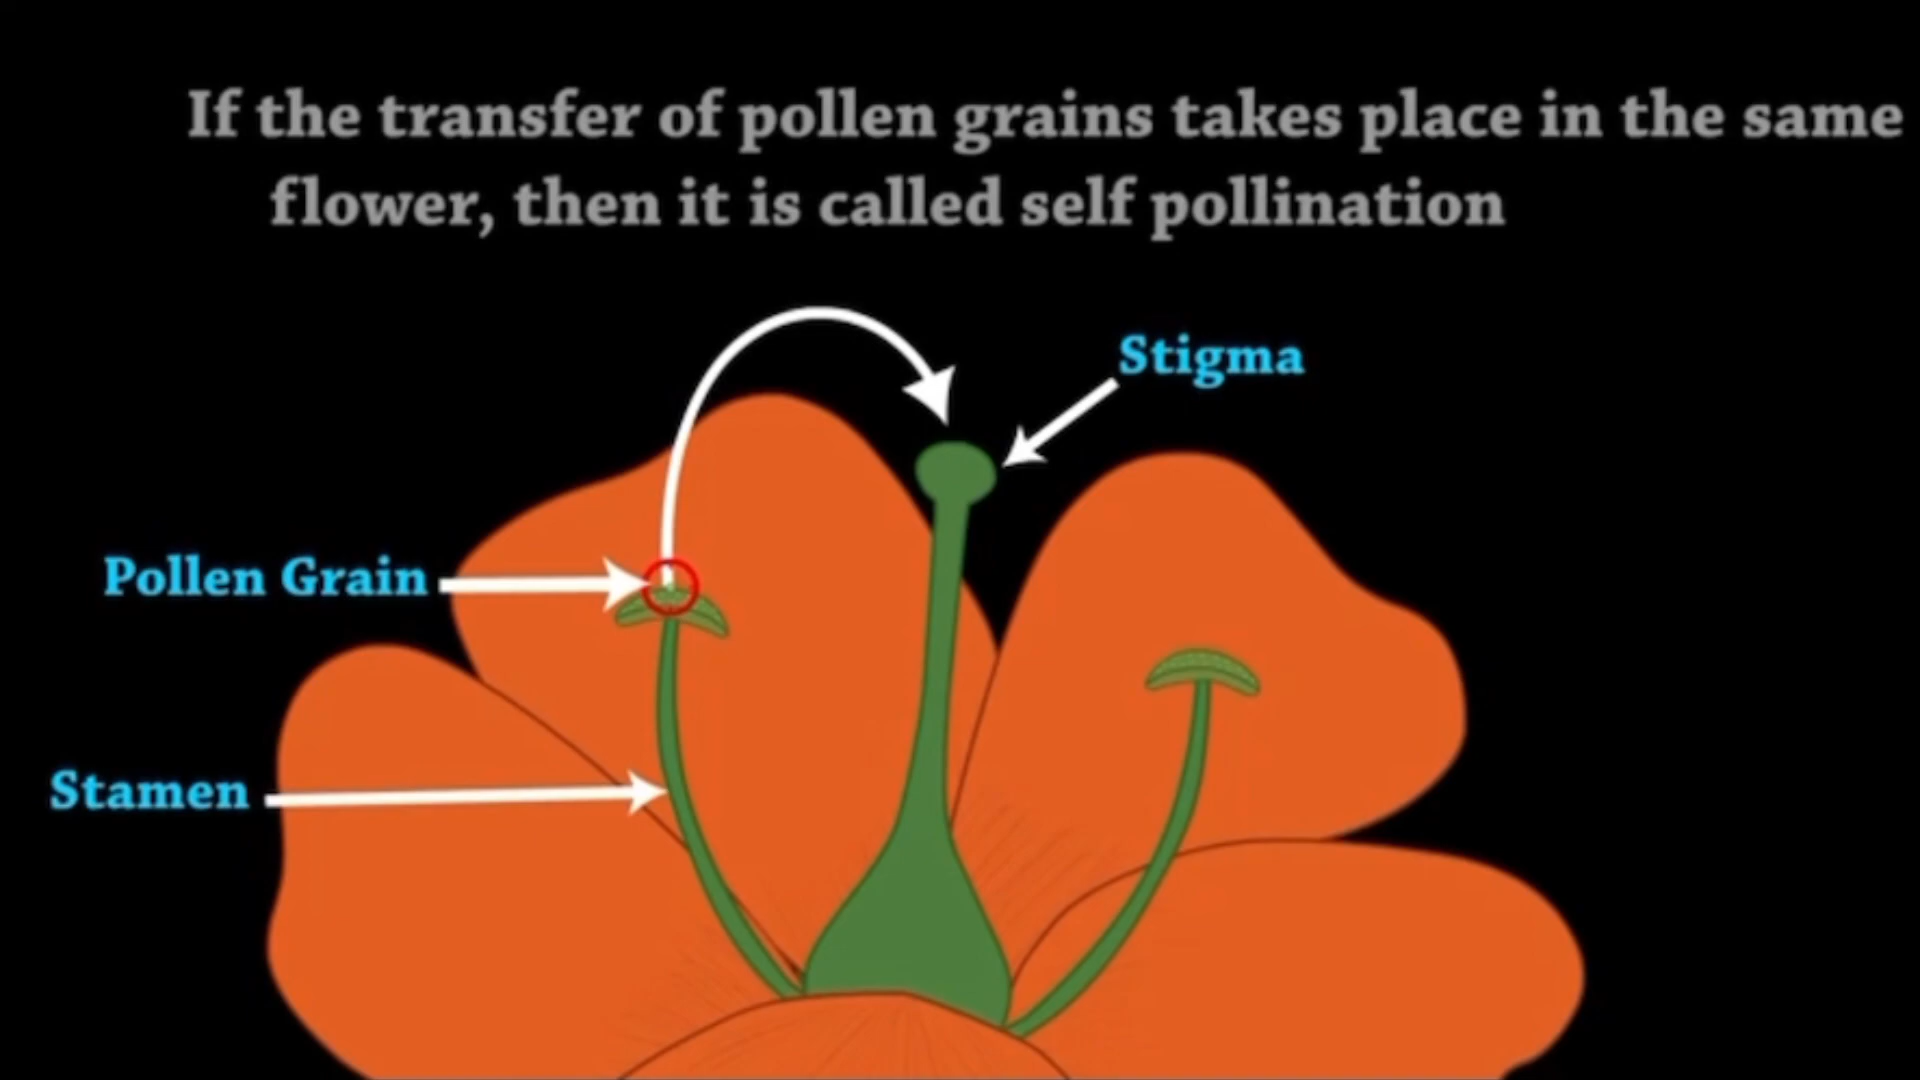 If the transfer of pollen grains takes place in the same
flower, then it is called self pollination
Stigma
Pollen Grain
Stamen